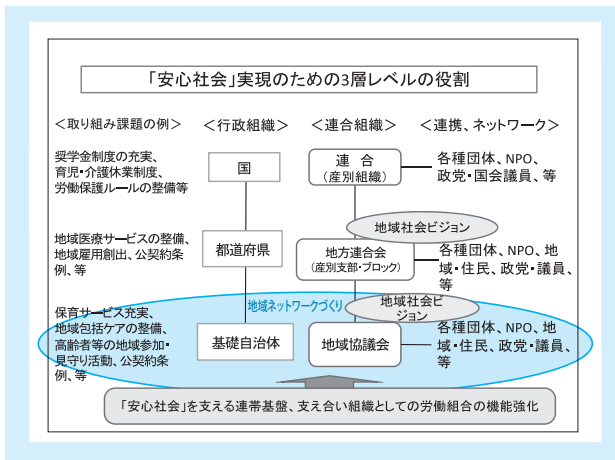 「安心社会」実現のための3層レベルの役割
＜取り組み課題の例＞
＜行政組織＞
＜連合組織＞
＜連携、ネットワーク＞
奨学金制度の充実、
育児・介護休業制度、
労働保護ルールの整備等
国
連 合
（産別組織）
各種団体、NPO、
政党・国会議員、等
地域社会ビジョン
地域医療サービスの整備、
地域雇用創出、公契約条
例、等
都道府県
地方連合会
（産別支部・ブロック）
各種団体、NPO、地
域・住民、政党・議員、
等
地域ネットワークづくり
地域社会ビ
ジョン
保育サービス充実、
地域包括ケアの整備、
高齢者等の地域参加・
見守り活動、公契約条
例、等
基礎自治体
地域協議会
各種団体、NPO、地
域・住民、政党・議員、
等
「安心社会」を支える連帯基盤、支え合い組織としての労働組合の機能強化